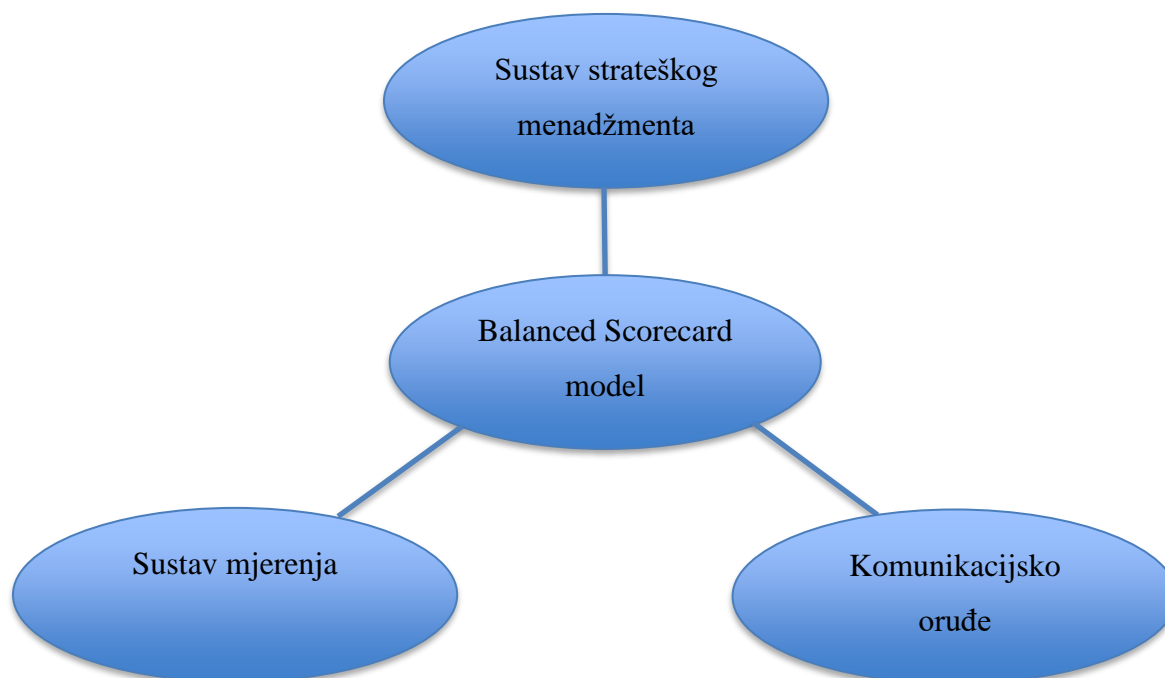 Sustav strateškog
menadžmenta
Balanced Scorecard
model
Sustav mjerenja
Komunikacijsko
oruđe